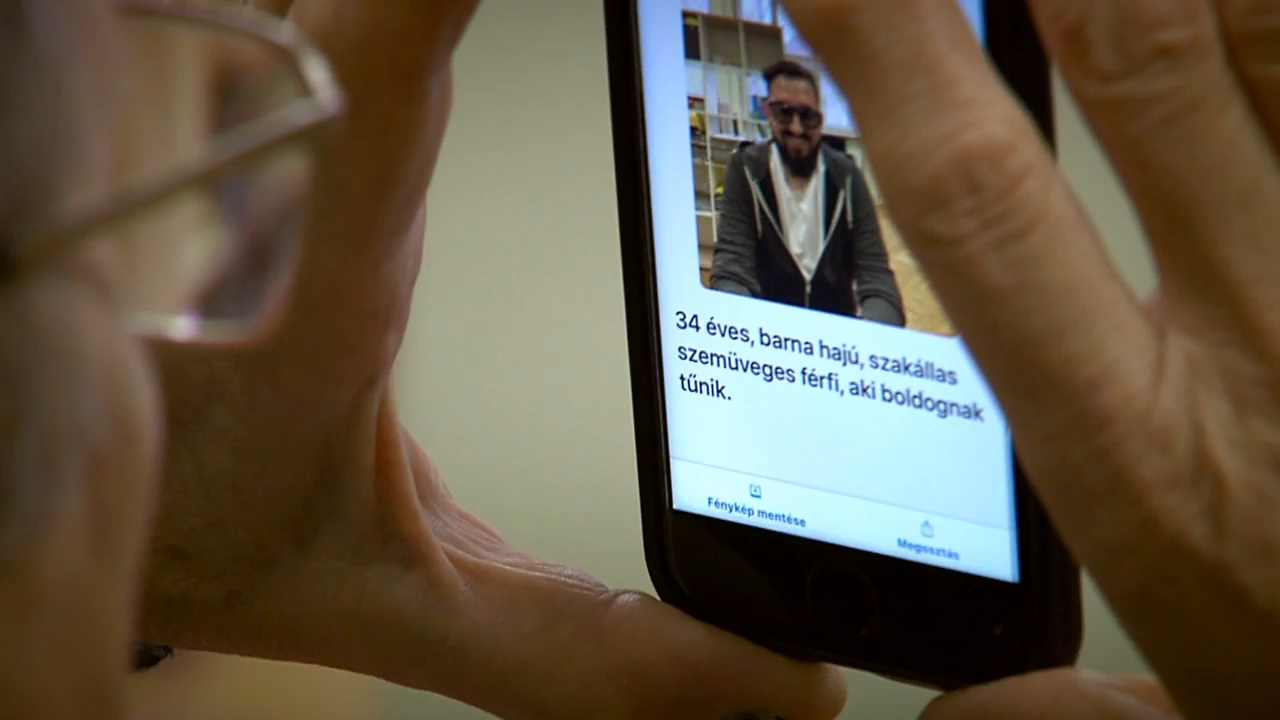 34 éves, barna hajú, szakállas
szemüveges férfi, aki boldognak
tűnik.
Fénykép mentése
Megosztás